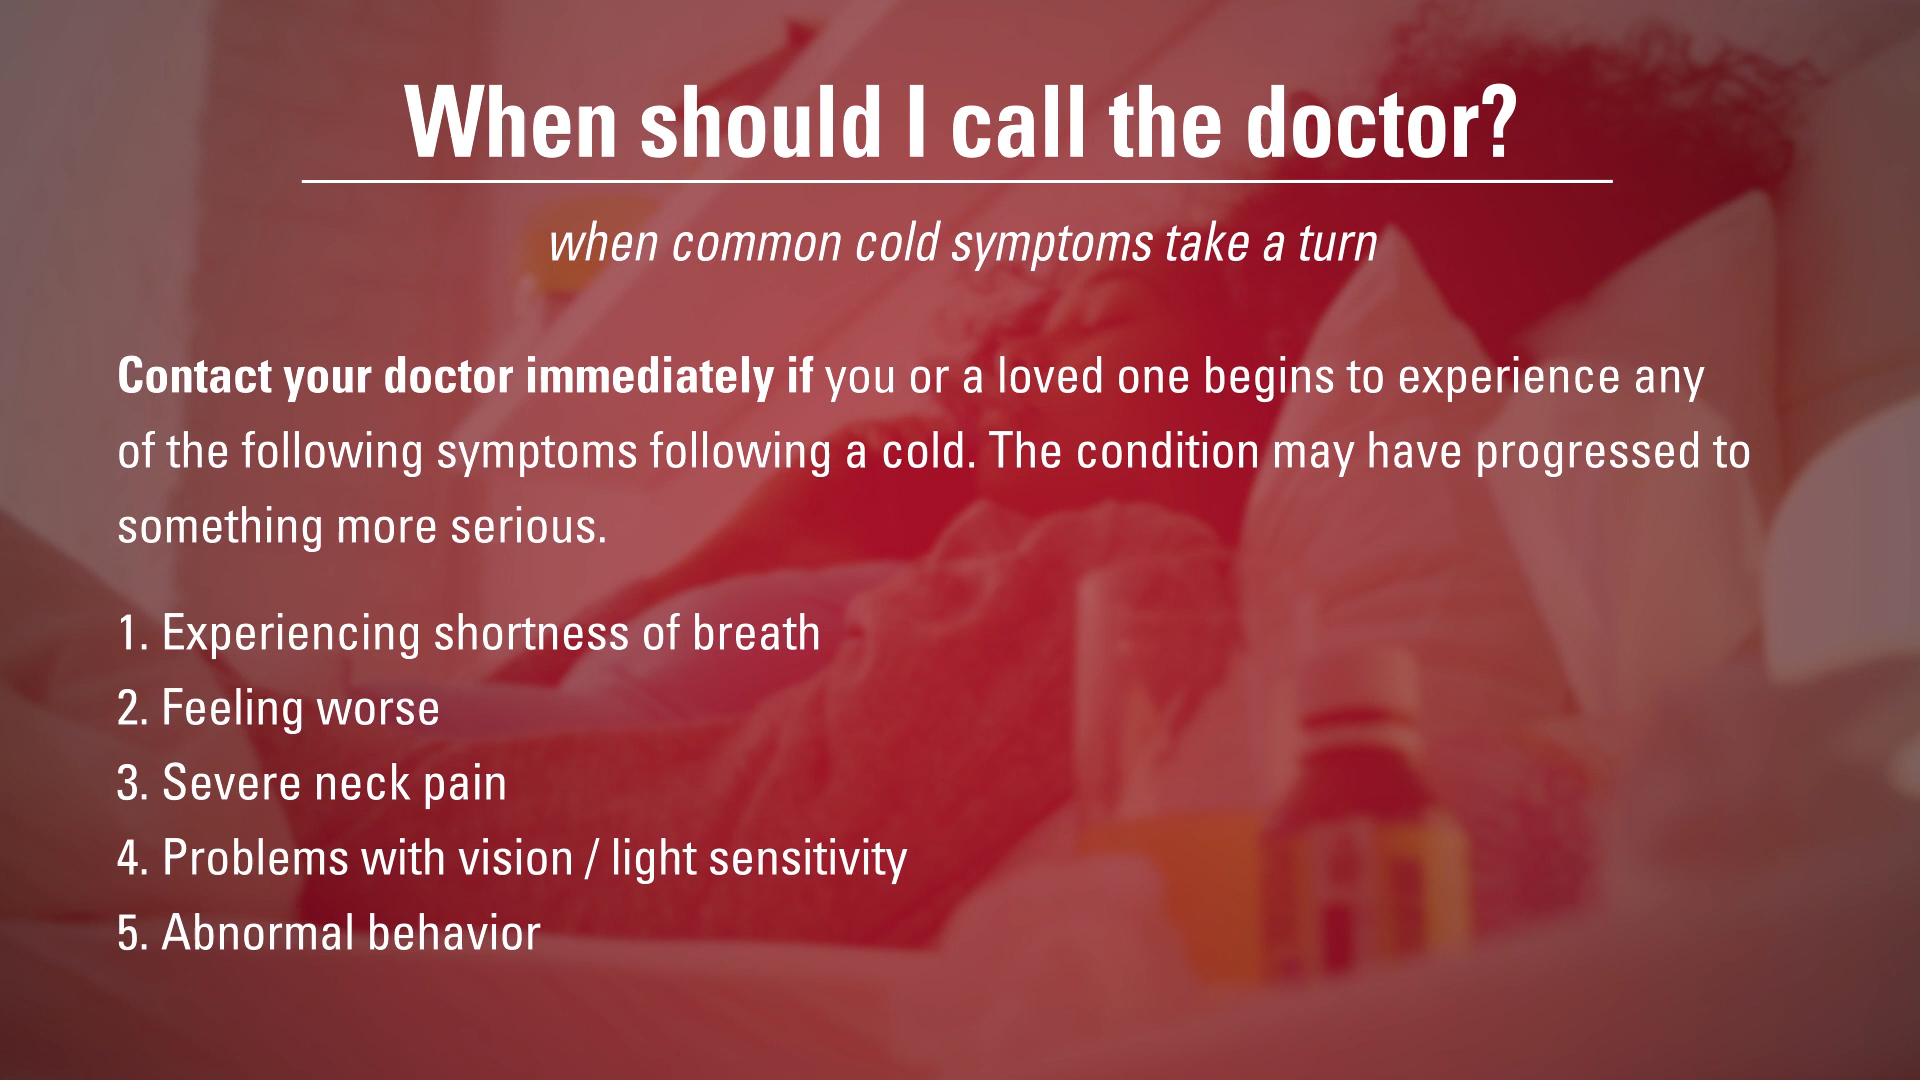 When should I call the doctor?
when common cold symptoms take a turn
Contact your doctor immediately if you or a loved one begins to experience any
of the following symptoms following a cold. The condition may have progressed to
something more serious.
1. Experiencing shortness of breath
2. Feeling worse
3. Severe neck pain
4. Problems with vision / light sensitivity
5. Abnormal behavior